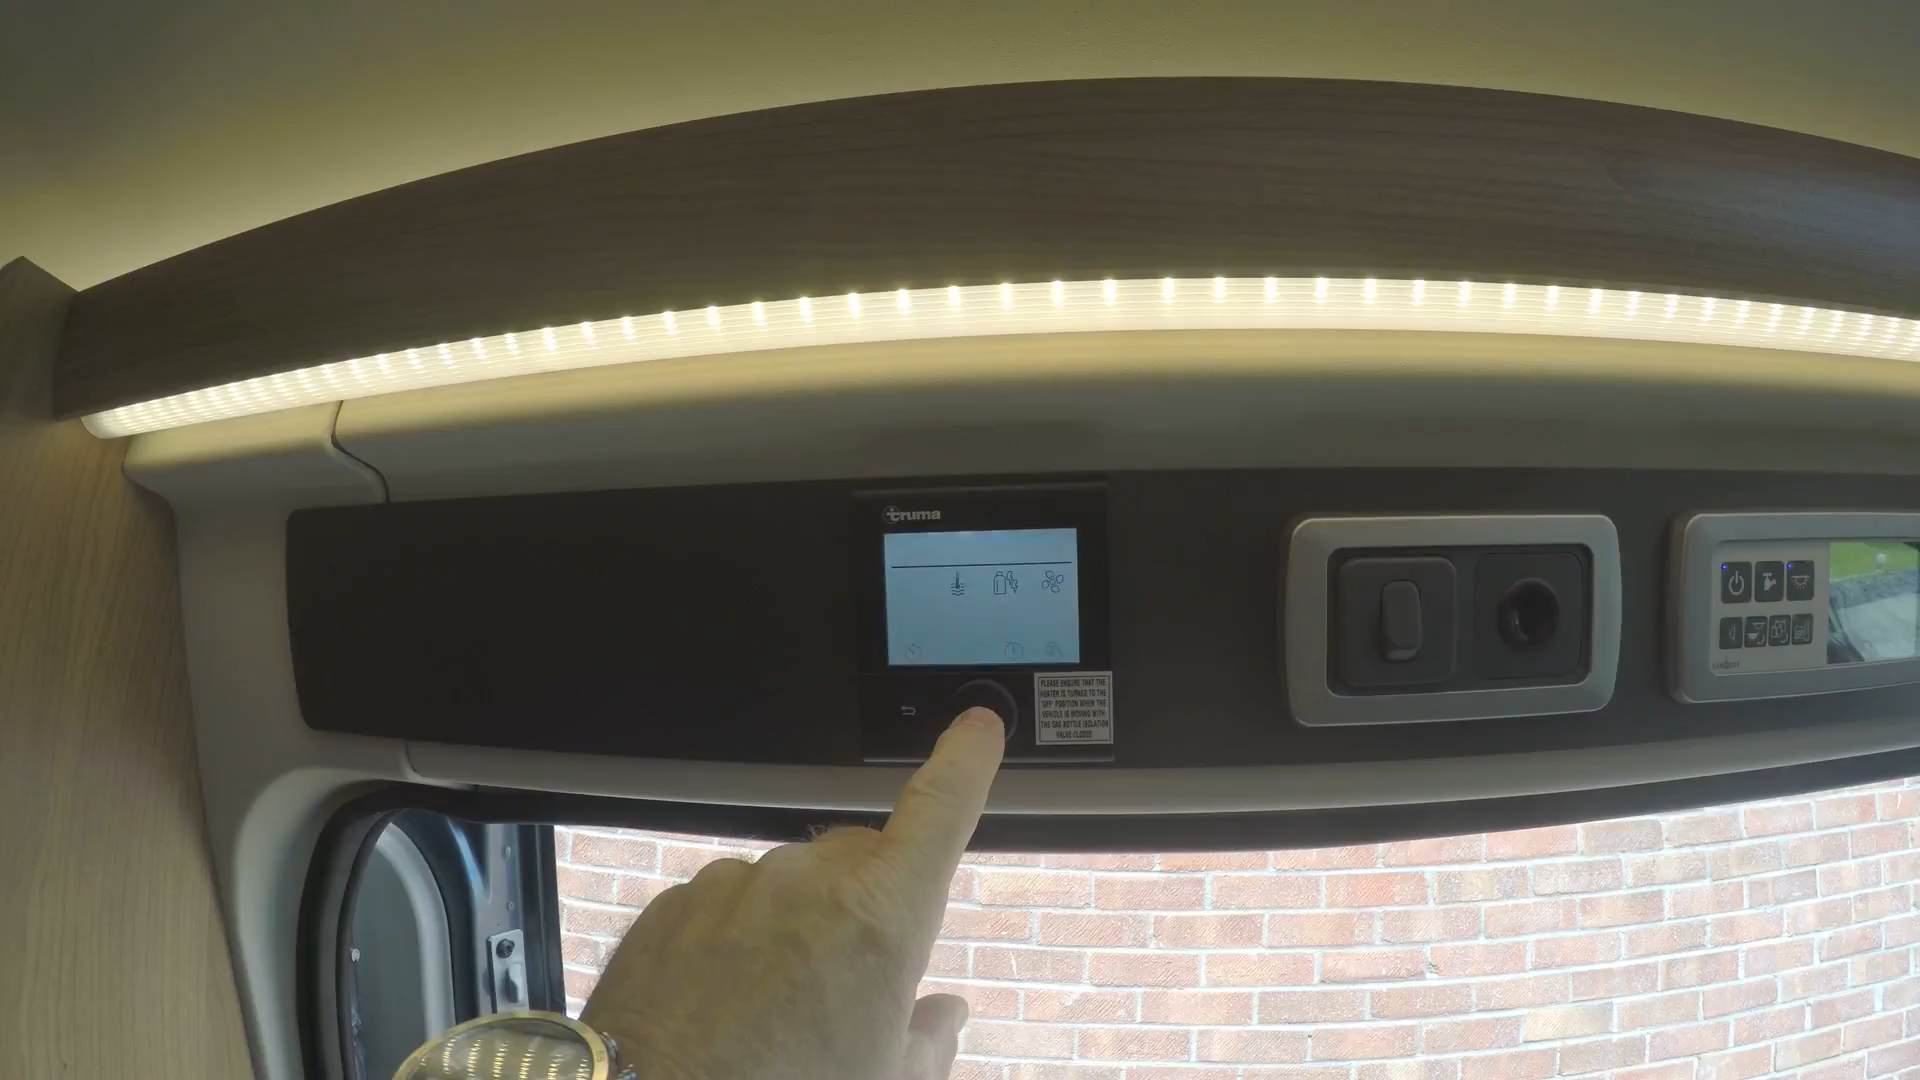 truma
PLEASE ENSURE THAT THE
HEATER IS TURNED TO THE
'OFF' POSITION WHEN THE
VEHICLE IS MOVING WITH
THE GAS BOTTLE ISOLATION
VALVE CLOSED